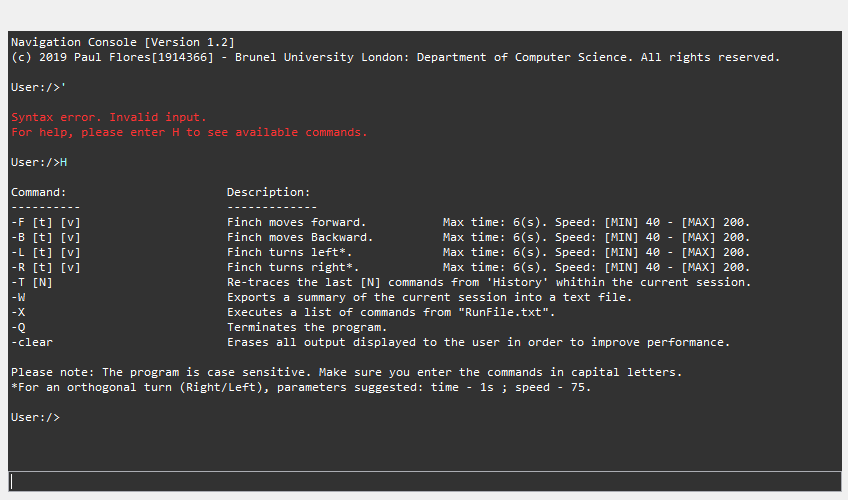 Navigation Console [Version 1.2]
(c) 2019 Paul Flores[1914366] - Brunel University London: Department of Computer Science. All rights reserved.
User:/>'
Syntax error. Invalid input.
For help, please enter H to see available commands.
User:/>H
Command: Description:
---------- -------------
-F [t] [v] Finch moves forward. Max time: 6(s). Speed: [MIN] 40 - [MAX] 200.
-B [t] [v] Finch moves Backward. Max time: 6(s). Speed: [MIN] 40 - [MAX] 200.
-L [t] [v] Finch turns left*. Max time: 6(s). Speed: [MIN] 40 - [MAX] 200.
-R [t] [v] Finch turns right*. Max time: 6(s). Speed: [MIN] 40 - [MAX] 200.
-T [N] Re-traces the last [N] commands from 'History' whithin the current session.
-W Exports a summary of the current session into a text file.
-X Executes a list of commands from "RunFile.txt".
-Q Terminates the program.
-clear Erases all output displayed to the user in order to improve performance.
Please note: The program is case sensitive. Make sure you enter the commands in capital letters.
*For an orthogonal turn (Right/Left), parameters suggested: time - 1s ; speed - 75.
User:/>